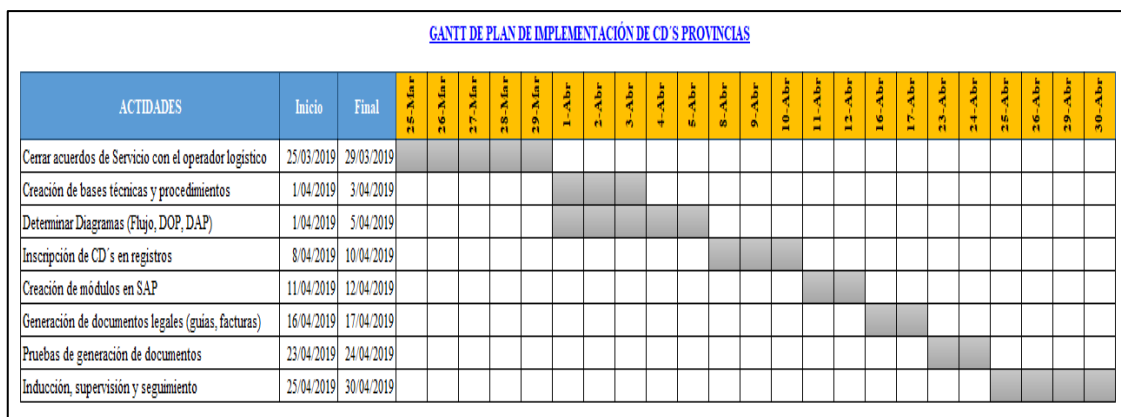 GANTT DE PLAN DE IMPLEMENTACIÓN DE CD´S PROVINCIAS
ACTIDADES Inicio Final 25-Mar 26-Mar 27-Mar 28-Mar 29-Mar 1-Abr 2-Abr 3-Abr 4-Abr 5-Abr 8-Abr 9-Abr 10-Abr 11-Abr 12-Abr 16-Abr 17-Abr 23-Abr 24-Abr 25-Abr 26-Abr 29-Abr 30-Abr
Cerrar acuerdos de Servicio con el operador logistico 25/03/2019 29/03/2019
Creación de bases técnicas y procedimientos 1/04/2019 3/04/2019
Determinar Diagramas (Flujo, DOP, DAP) 1/04/2019 5/04/2019
Inscripción de CD´s en registros 8/04/2019 10/04/2019
Creación de módulos en SAP 11/04/2019 12/04/2019
Generación de documentos legales (guias, facturas) 16/04/2019 17/04/2019
Pruebas de generación de documentos 23/04/2019 24/04/2019
Inducción, supervisión y seguimiento 25/04/2019 30/04/2019